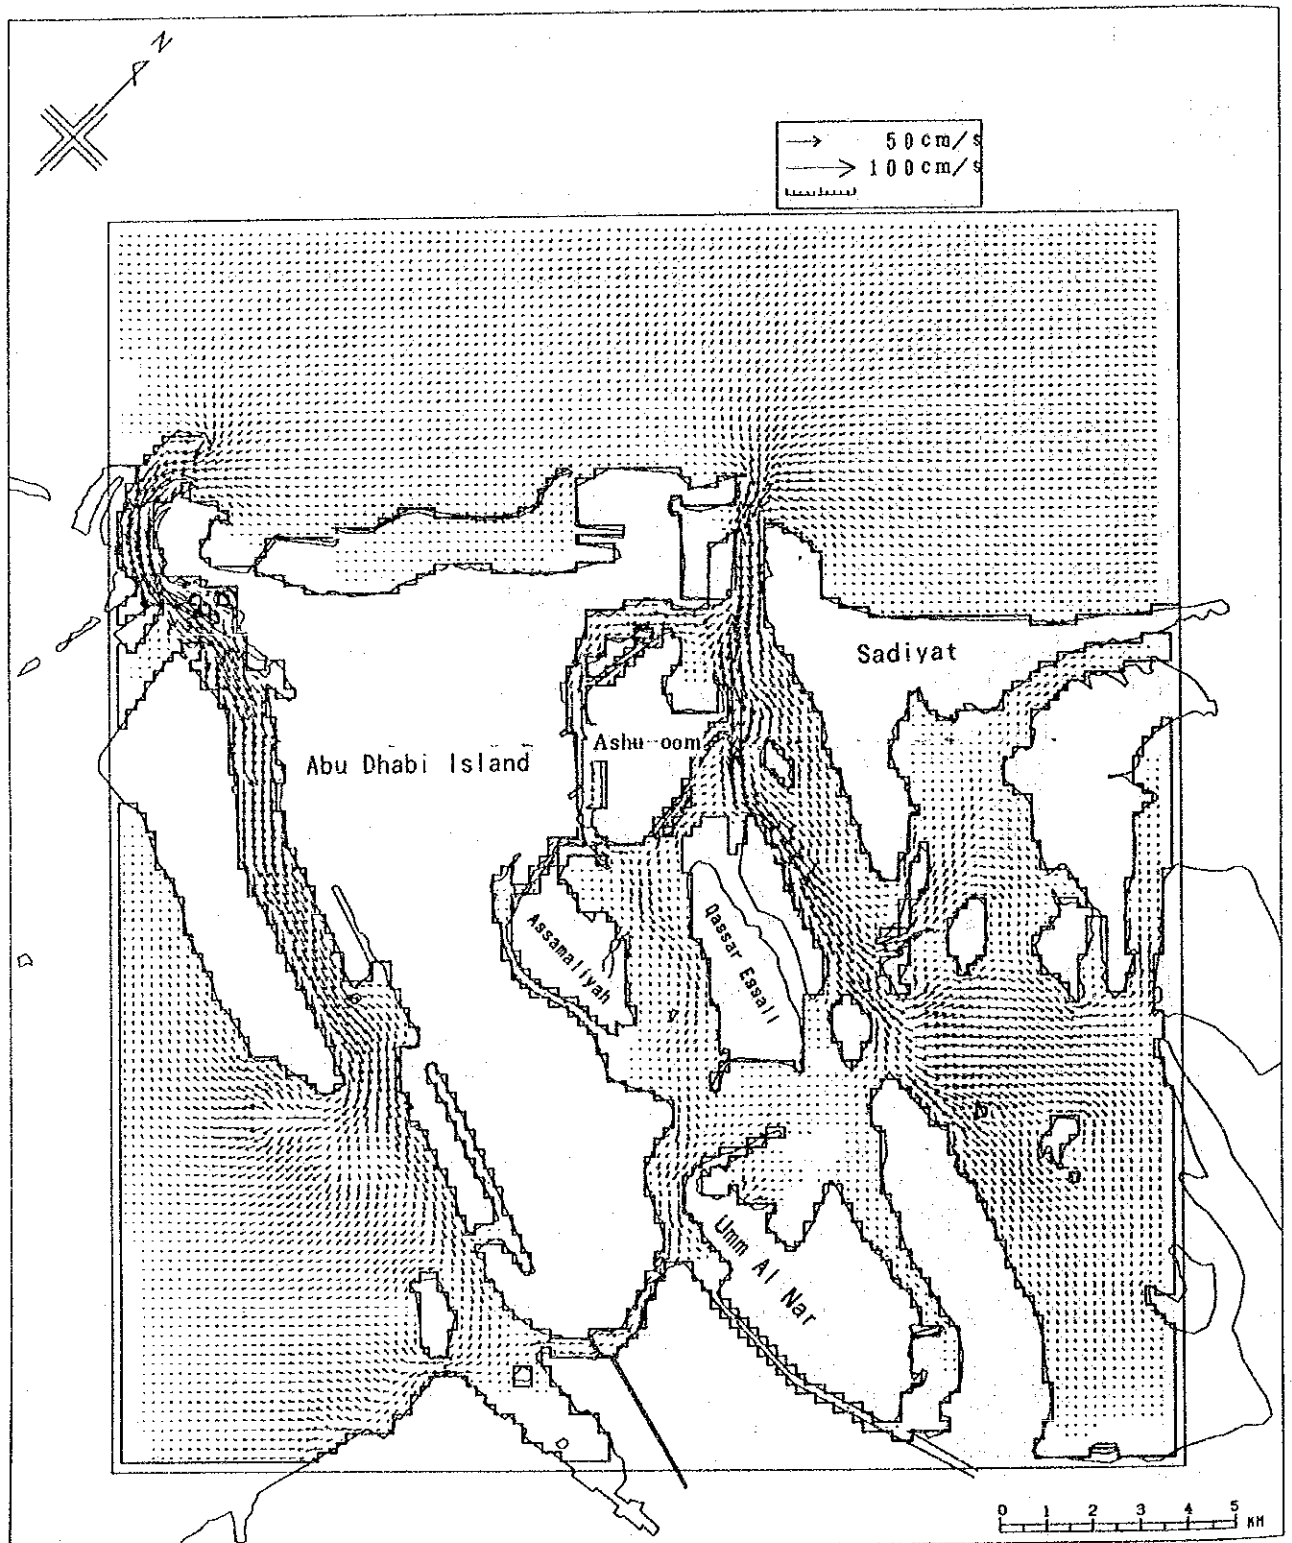 N
50cm/s
100cm/s
Sadiyat
Ashu-oom
Abu Dhabi Island
Assamaliyah
Qassar Essali
Umm Al Nar
0 1 2 3 4 5
KM